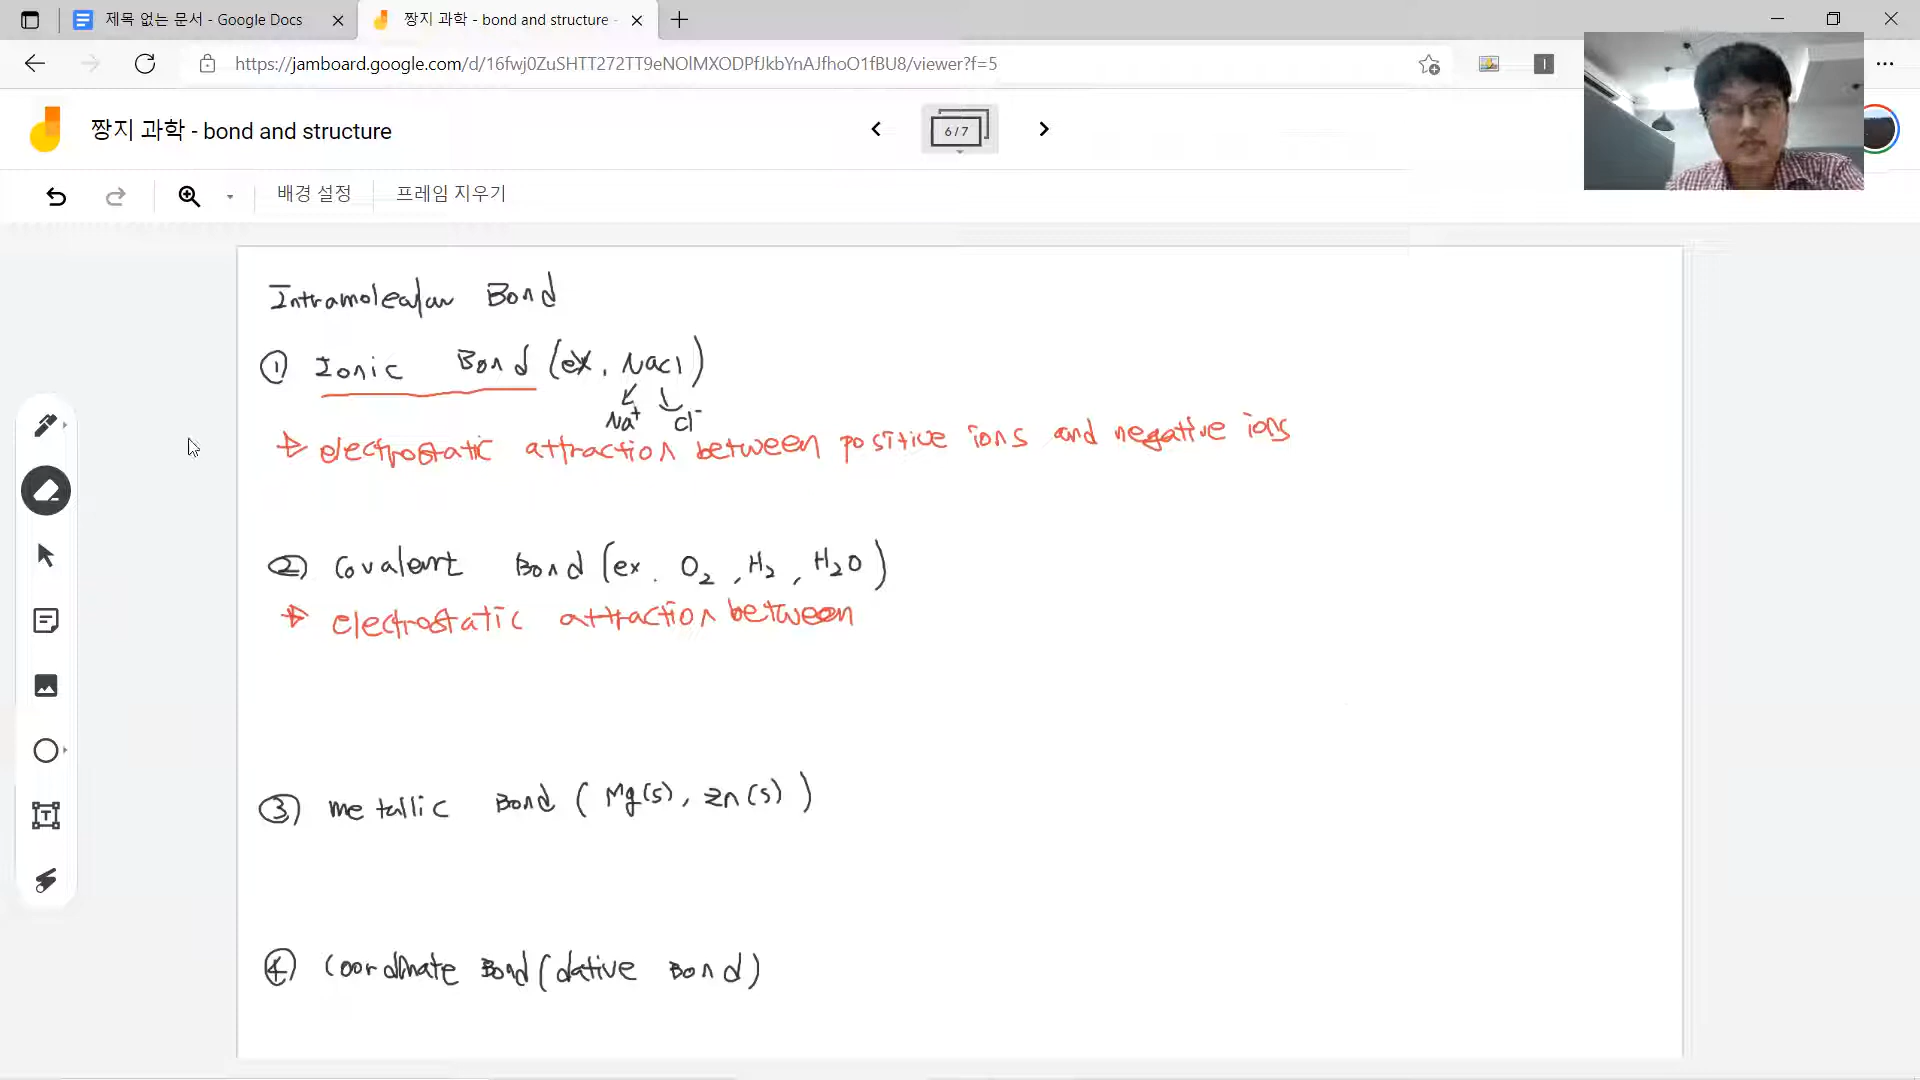 제목 없는 문서 - Google Docs
짱지 과학 - bond and structure -
https://jamboard.google.com/d/16fwj0ZuSHTT272TT9eNOlMXODPfJkbYnAJfhoO1fBU8/viewer?f=5
짱지 과학 - bond and structure
6 / 7
배경 설정
프레임 지우기
Intramolecular Bond
① Ionic Bond (ex. NaCl)
Na⁺ Cl⁻
electrostatic attraction between positive ions and negative ions
② Covalent Bond (ex. O₂, H₂, H₂O)
electrostatic attraction between
③ metallic Bond (Mg(s), Zn(s))
④ Coordinate Bond (dative Bond)